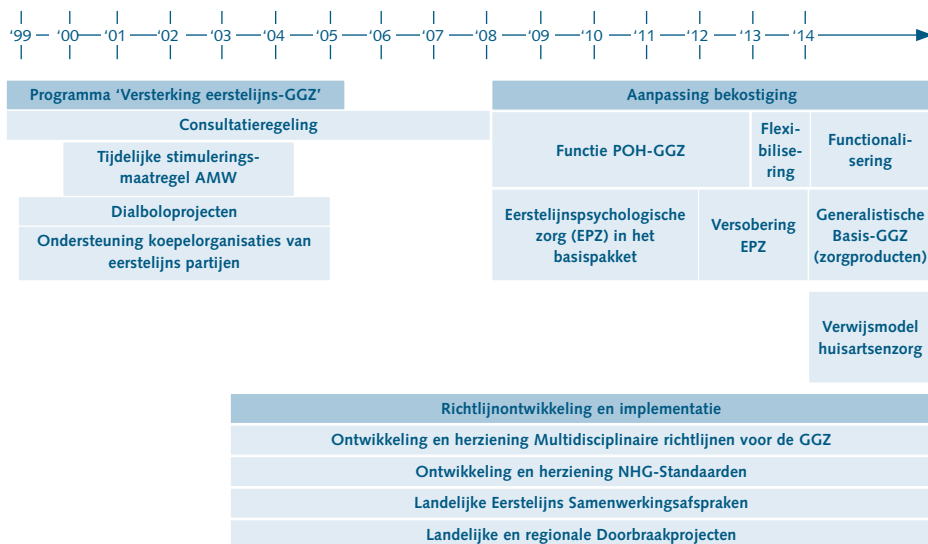 ‘99 ‘00 ‘01 ‘02 ‘03 ‘04 ‘05 ‘06 ‘07 ‘08 ‘09 ‘10 ‘11 ‘12 ‘13 ‘14
Programma ‘Versterking eerstelijns-GGZ’
Consultatieregeling
Tijdelijke stimulerings-
maatregel AMW
Dialboloprojecten
Ondersteuning koepelorganisaties van
eerstelijns partijen
Aanpassing bekostiging
Functie POH-GGZ
Flexi-
bilise-
ring
Functionali-
sering
Eerstelijnspsychologische
zorg (EPZ) in het
basispakket
Versobering
EPZ
Generalistische
Basis-GGZ
(zorgproducten)
Verwijsmodel
huisartsenzorg
Richtlijnontwikkeling en implementatie
Ontwikkeling en herziening Multidisciplinaire richtlijnen voor de GGZ
Ontwikkeling en herziening NHG-Standaarden
Landelijke Eerstelijns Samenwerkingsafspraken
Landelijke en regionale Doorbraakprojecten